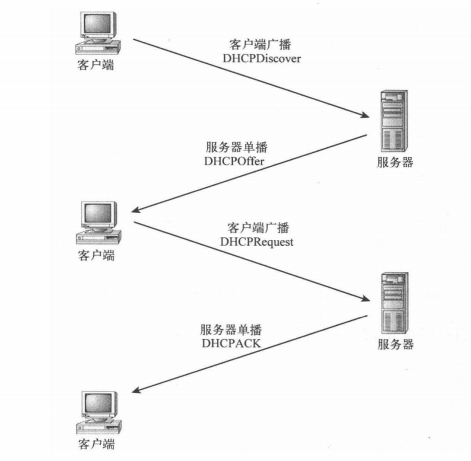 客户端
客户端广播
DHCPDiscover
服务器
服务器单播
DHCPOffer
客户端
客户端广播
DHCPRequest
服务器
服务器单播
DHCPACK
客户端